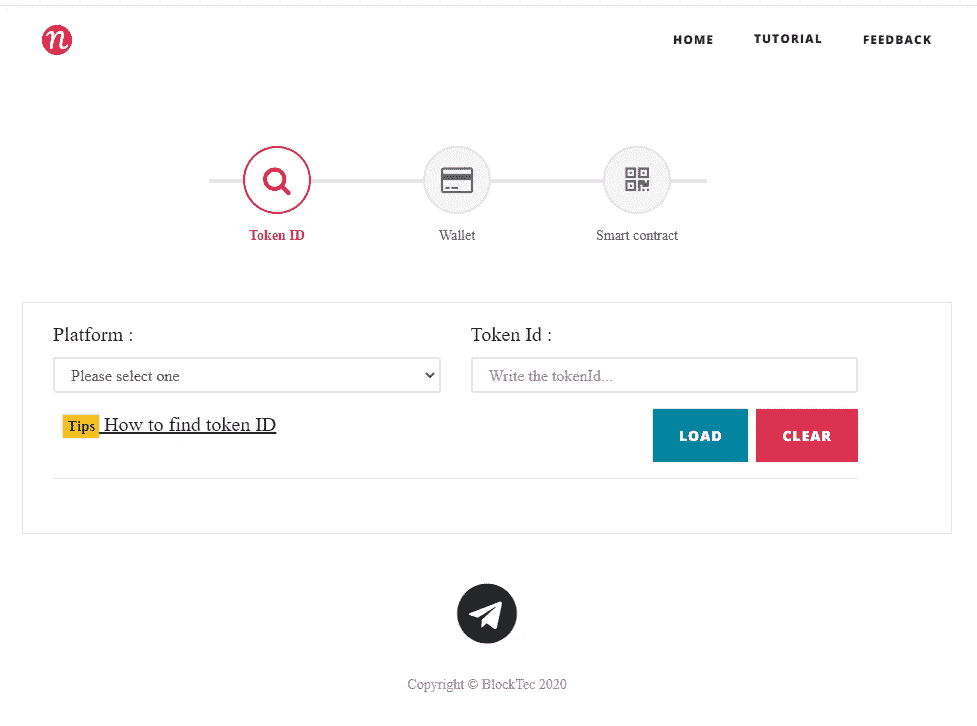 n
HOME TUTORIAL FEEDBACK
Token ID Wallet Smart contract
Platform : Token Id :
Please select one Write the tokenId...
Tips How to find token ID LOAD CLEAR
Copyright © BlockTec 2020